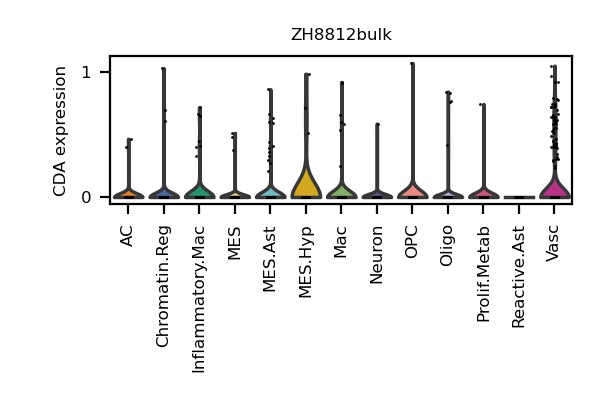 ZH8812bulk
CDA expression
1
0
AC
Chromatin.Reg
Inflammatory.Mac
MES
MES.Ast
MES.Hyp
Mac
Neuron
OPC
Oligo
Prolif.Metab
Reactive.Ast
Vasc